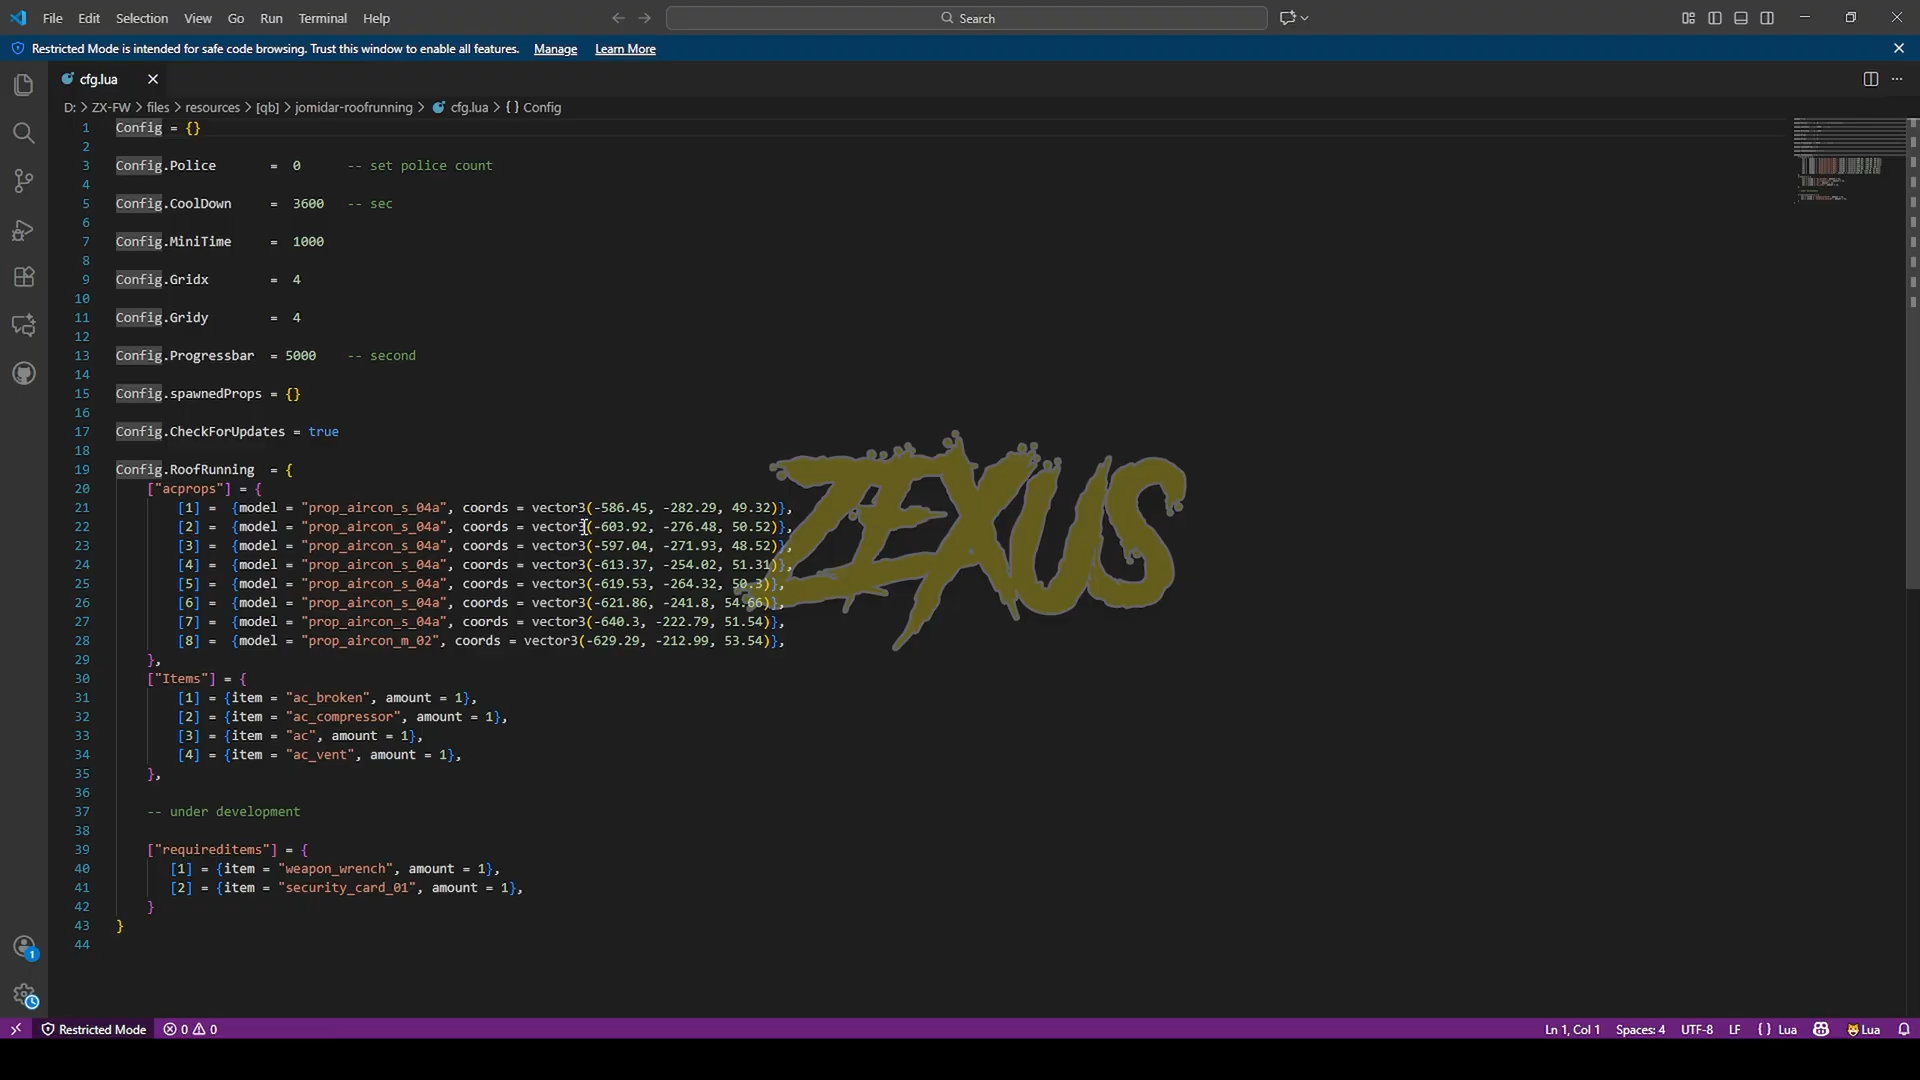 File Edit Selection View Go Run Terminal Help Search
Restricted Mode is intended for safe code browsing. Trust this window to enable all features. Manage Learn More
cfg.lua
D: > ZX-FW > files > resources > [qb] > jomidar-roofrunning > cfg.lua > {} Config
1 Config = {}
2
3 Config.Police = 0 -- set police count
4
5 Config.CoolDown = 3600 -- sec
6
7 Config.MiniTime = 1000
8
9 Config.Gridx = 4
10
11 Config.Gridy = 4
12
13 Config.Progressbar = 5000 -- second
14
15 Config.spawnedProps = {}
16
17 Config.CheckForUpdates = true
18
19 Config.RoofRunning = {
20 ["acprops"] = {
21 [1] = {model = "prop_aircon_s_04a", coords = vector3(-586.45, -282.29, 49.32)},
22 [2] = {model = "prop_aircon_s_04a", coords = vector3(-603.92, -276.48, 50.52)},
23 [3] = {model = "prop_aircon_s_04a", coords = vector3(-597.04, -271.93, 48.52)},
24 [4] = {model = "prop_aircon_s_04a", coords = vector3(-613.37, -254.02, 51.31)},
25 [5] = {model = "prop_aircon_s_04a", coords = vector3(-619.53, -264.32, 50.3)},
26 [6] = {model = "prop_aircon_s_04a", coords = vector3(-621.86, -241.8, 54.66)},
27 [7] = {model = "prop_aircon_s_04a", coords = vector3(-640.3, -222.79, 51.54)},
28 [8] = {model = "prop_aircon_m_02", coords = vector3(-629.29, -212.99, 53.54)},
29 },
30 ["Items"] = {
31 [1] = {item = "ac_broken", amount = 1},
32 [2] = {item = "ac_compressor", amount = 1},
33 [3] = {item = "ac", amount = 1},
34 [4] = {item = "ac_vent", amount = 1},
35 },
36
37 -- under development
38
39 ["requireditems"] = {
40 [1] = {item = "weapon_wrench", amount = 1},
41 [2] = {item = "security_card_01", amount = 1},
42 }
43 }
44
ZEXUS
1
Restricted Mode 0 0 Ln 1, Col 1 Spaces: 4 UTF-8 LF {} Lua Lua